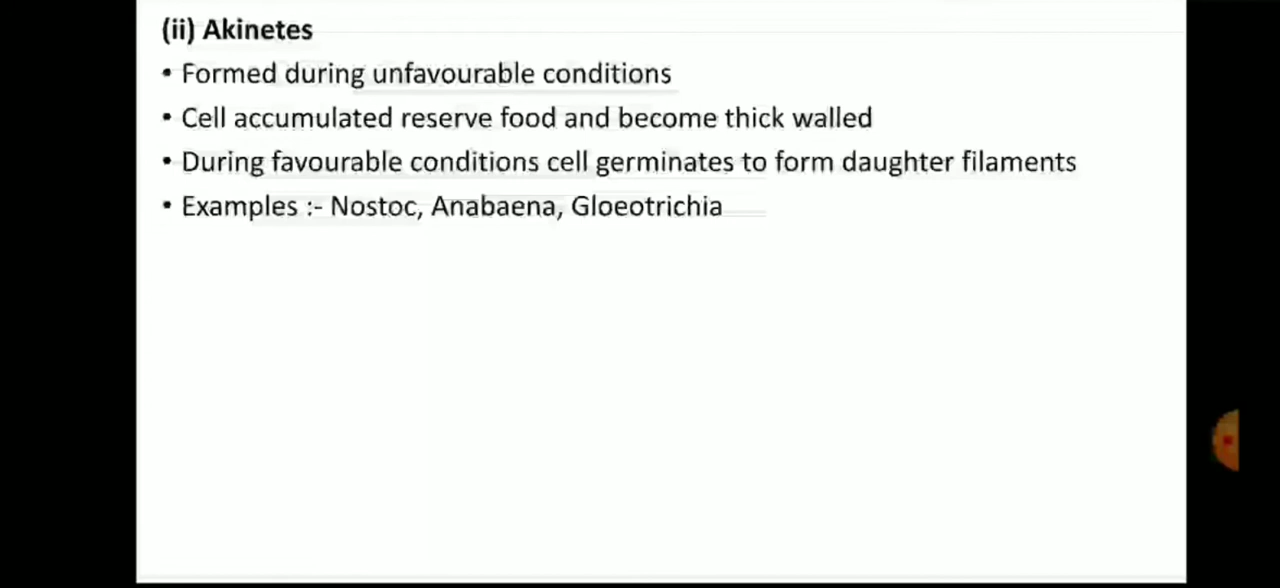 (ii) Akinetes
• Formed during unfavourable conditions
• Cell accumulated reserve food and become thick walled
• During favourable conditions cell germinates to form daughter filaments
• Examples :- Nostoc, Anabaena, Gloeotrichia